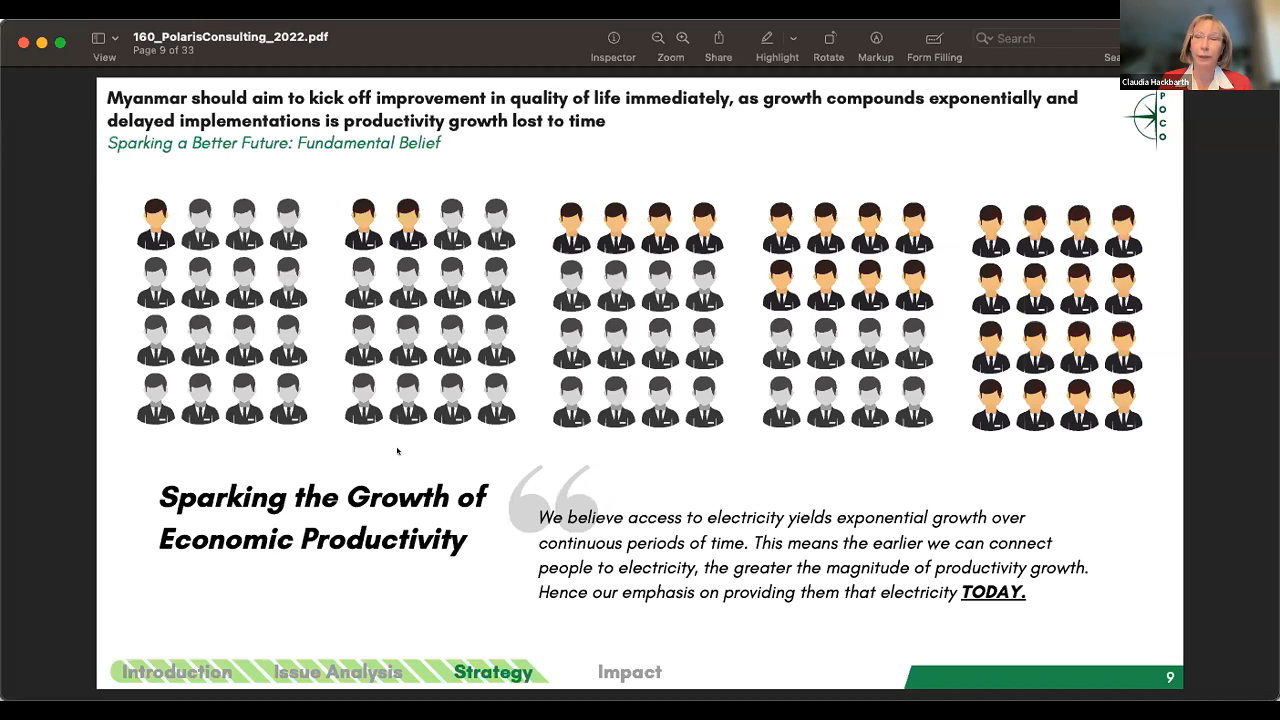 160_PolarisConsulting_2022.pdf
Page 9 of 33
View
Inspector
Zoom
Share
Highlight
Rotate
Markup
Form Filling
Search
Sea
Claudia Hackbarth
Myanmar should aim to kick off improvement in quality of life immediately, as growth compounds exponentially and
delayed implementations is productivity growth lost to time
Sparking a Better Future: Fundamental Belief
P
O
C
O
Sparking the Growth of
Economic Productivity
“
We believe access to electricity yields exponential growth over
continuous periods of time. This means the earlier we can connect
people to electricity, the greater the magnitude of productivity growth.
Hence our emphasis on providing them that electricity TODAY.
Introduction
Issue Analysis
Strategy
Impact
9